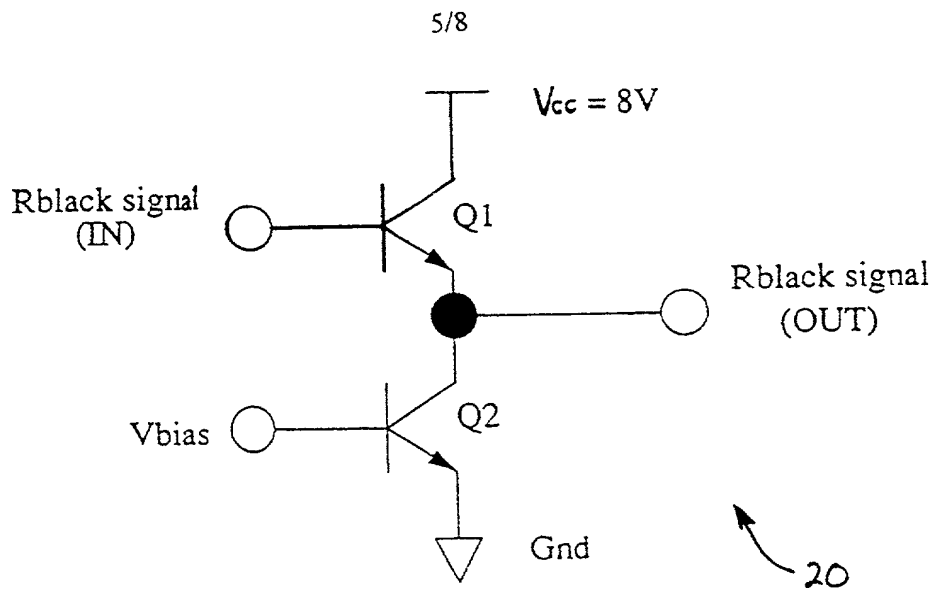 5/8
Vcc = 8V
Rblack signal
(IN)
Q1
Rblack signal
(OUT)
Q2
Vbias
Gnd
20